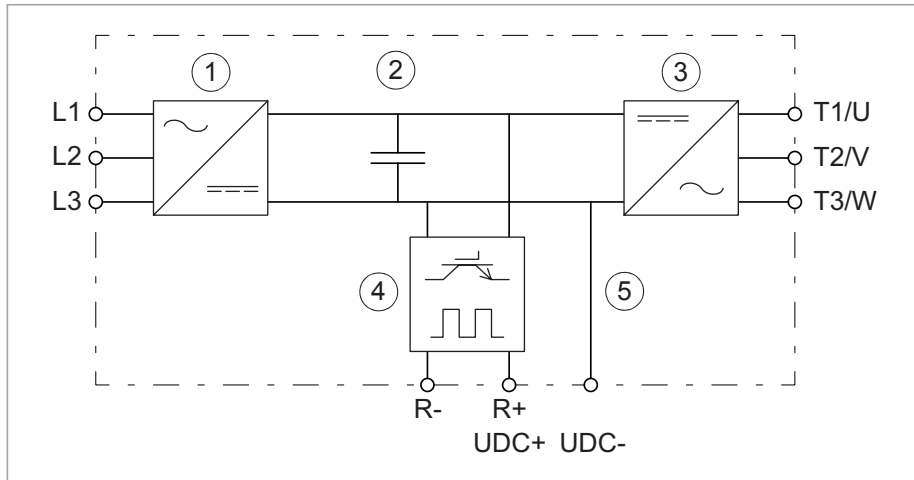 1 2 3
L1 T1/U
L2 T2/V
L3 T3/W
4 5
R- R+
UDC+ UDC-